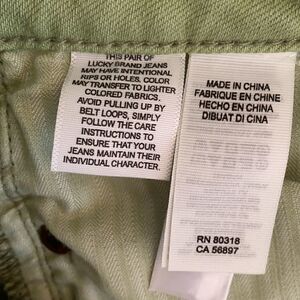 THIS PAIR OF
LUCKY BRAND JEANS
MAY HAVE INTENTIONAL
RIPS OR HOLES. COLOR
MAY TRANSFER TO LIGHTER
COLORED FABRICS.
AVOID PULLING UP BY
BELT LOOPS, SIMPLY
FOLLOW THE CARE
INSTRUCTIONS TO
ENSURE YOUR
JEANS MAINTAIN THEIR
INDIVIDUAL CHARACTER.
MADE IN CHINA
FABRIQUE EN CHINE
HECHO EN CHINA
DIBUAT DI CINA
RN 80318
CA 56897